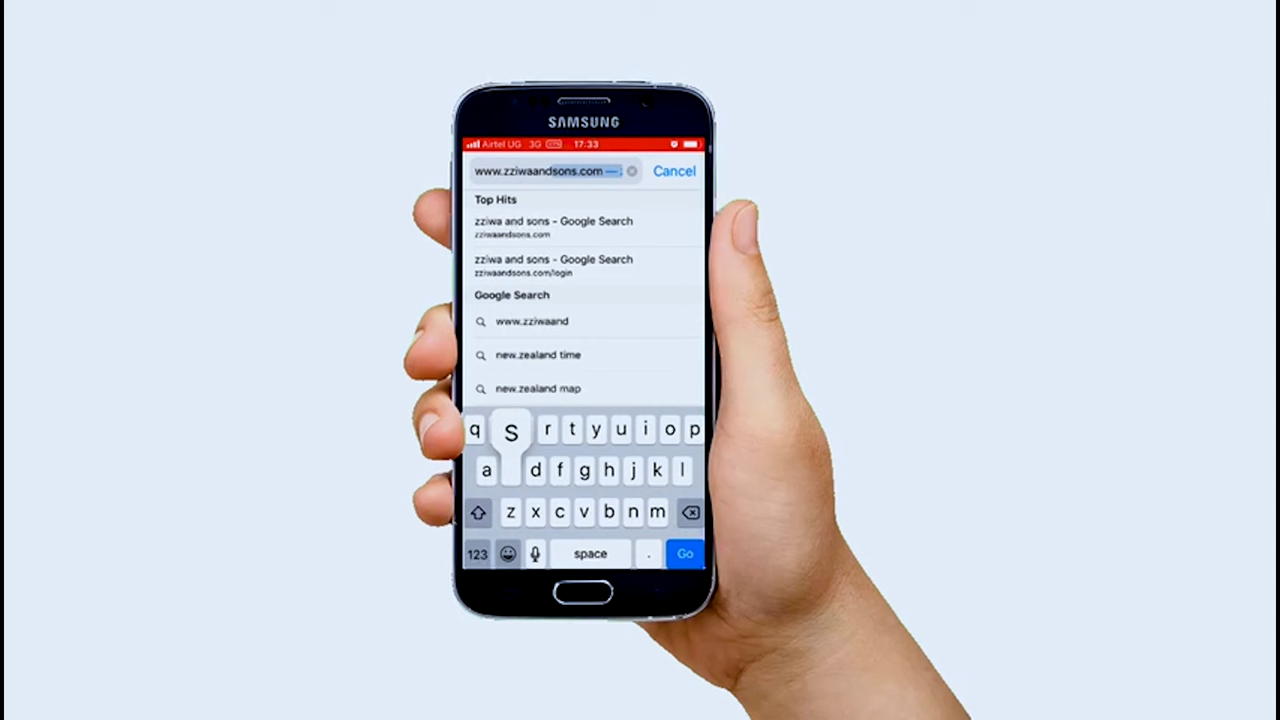 SAMSUNG
Airtel UG 3G VPN 17:33
www.zziwaandsons.com — Cancel
Top Hits
zziwa and sons - Google Search
zziwaandsons.com
zziwa and sons - Google Search
zziwaandsons.com/login
Google Search
www.zziwaand
new.zealand time
new.zealand map
q S r t y u i o p
a d f g h j k l
z x c v b n m
123 space . Go